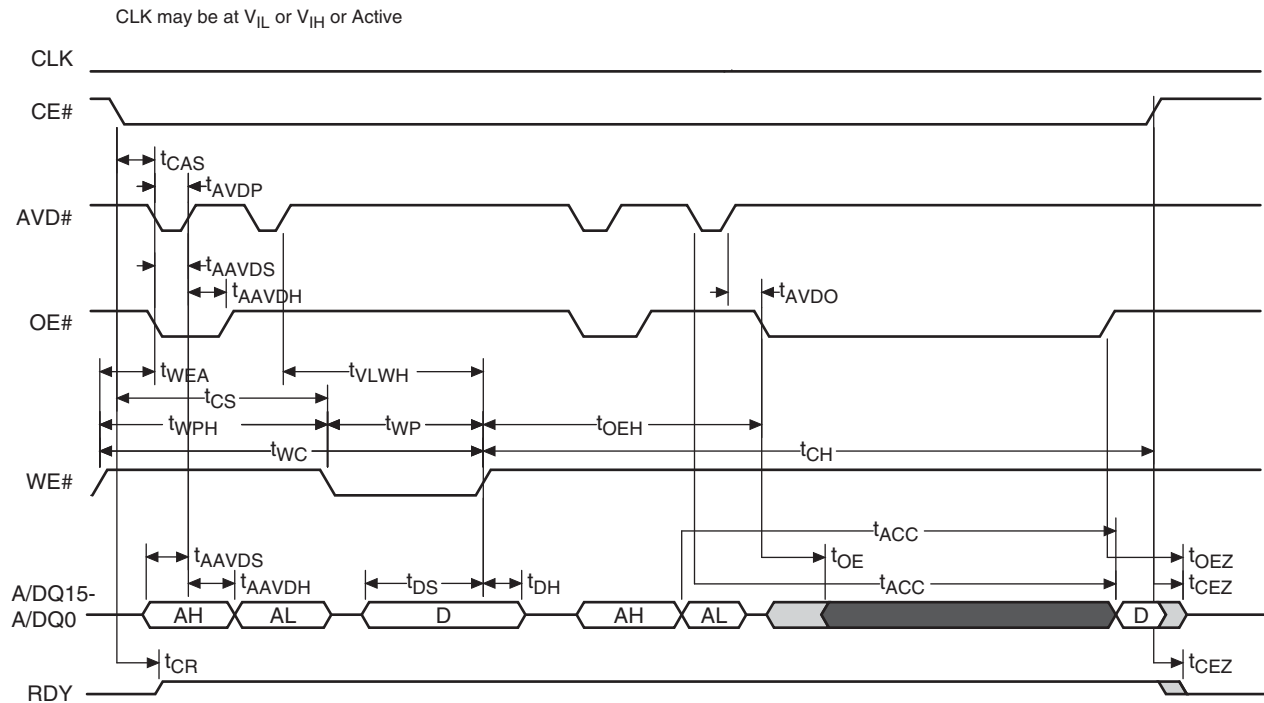 CLK may be at VIL or VIH or Active
CLK
CE#
tCAS
tAVDP
AVD#
tAAVDS
tAAVDH
tAVDO
OE#
tWEA
tVLWH
tCS
tWPH
tWP
tOEH
tWC
tCH
WE#
tACC
tAAVDS
tOE
tOEZ
tAAVDH
tDS
tDH
tACC
tCEZ
A/DQ15-
A/DQ0
AH
AL
D
AH
AL
D
tCR
tCEZ
RDY